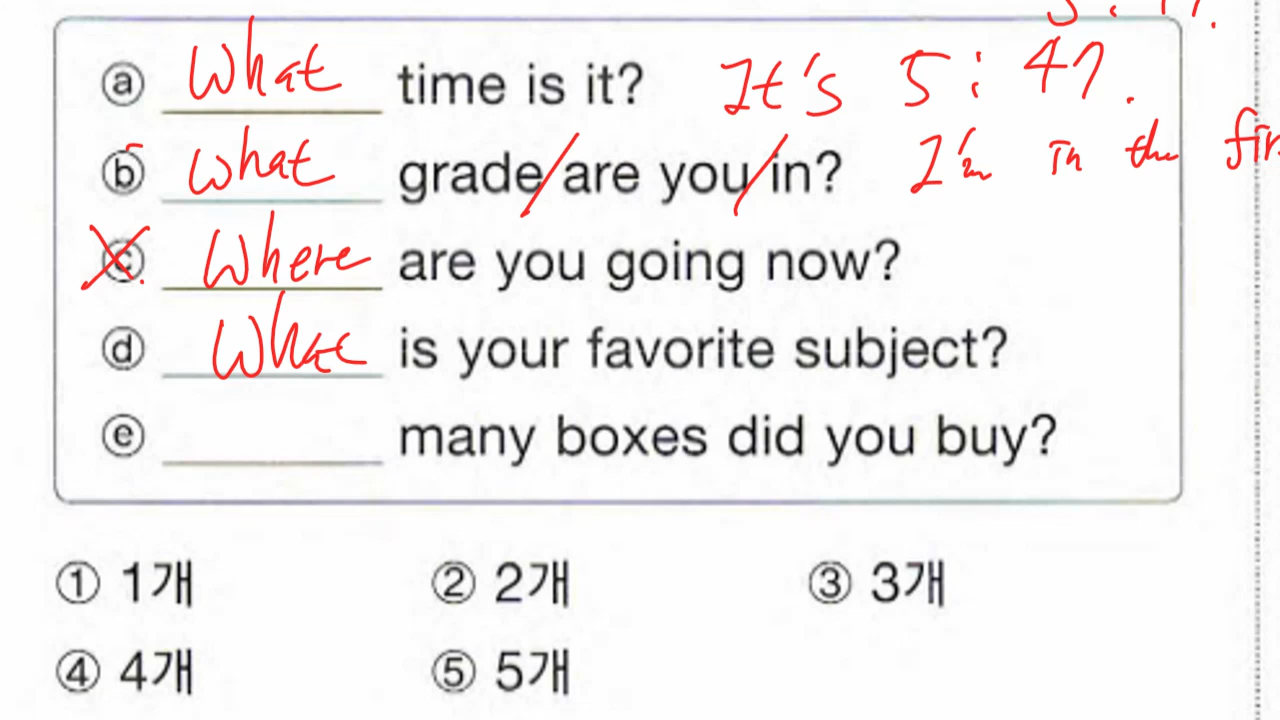 ⓐ What time is it? It's 5:47.
ⓑ what grade/are you/in? I'm in the
ⓒ Where are you going now?
ⓓ What is your favorite subject?
ⓔ ________ many boxes did you buy?
① 1개 ② 2개 ③ 3개
④ 4개 ⑤ 5개